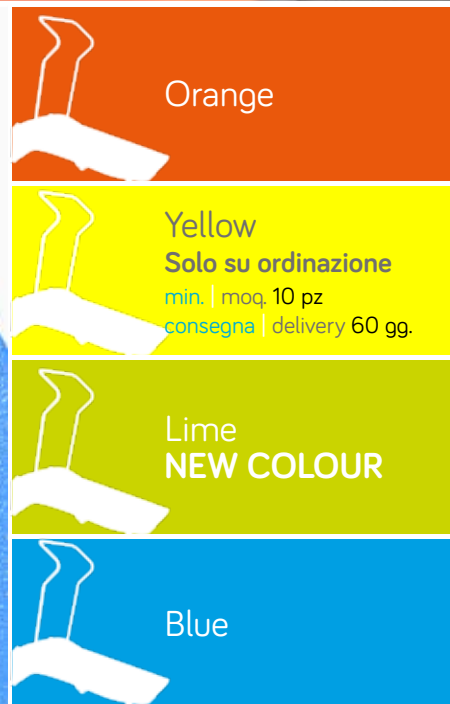 Orange
Yellow
Solo su ordinazione
min. | moq. 10 pz
consegna | delivery 60 gg.
Lime
NEW COLOUR
Blue